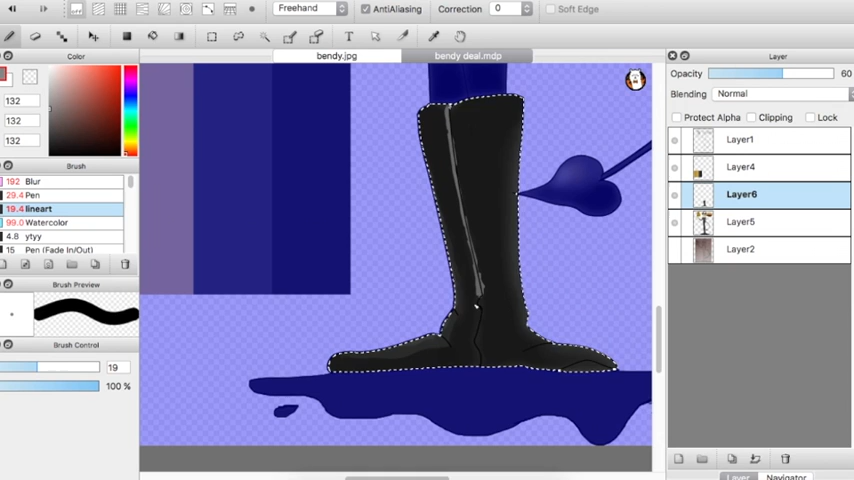 Freehand AntiAliasing Correction 0 Soft Edge
Color bendy.jpg bendy deal.mdp Layer
Opacity 60
Blending Normal
132
132
132
Protect Alpha Clipping Lock
Layer1
Layer4
Layer6
Layer5
Layer2
Brush
192 Blur
29.4 Pen
19.4 lineart
99.0 Watercolor
4.8 ytyy
15 Pen (Fade In/Out)
Brush Preview
Brush Control
19
100 %
Layer Navigator